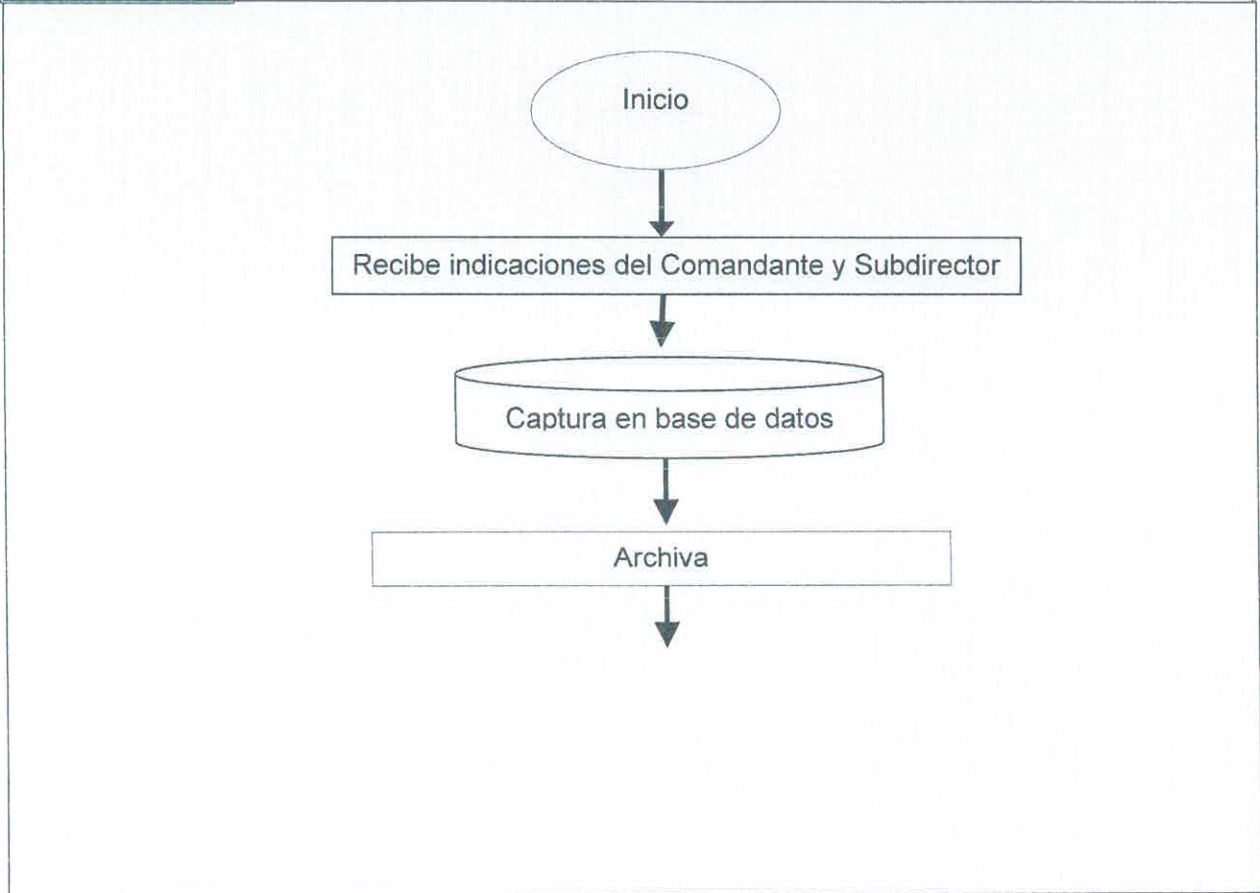 Inicio
Recibe indicaciones del Comandante y Subdirector
Captura en base de datos
Archiva